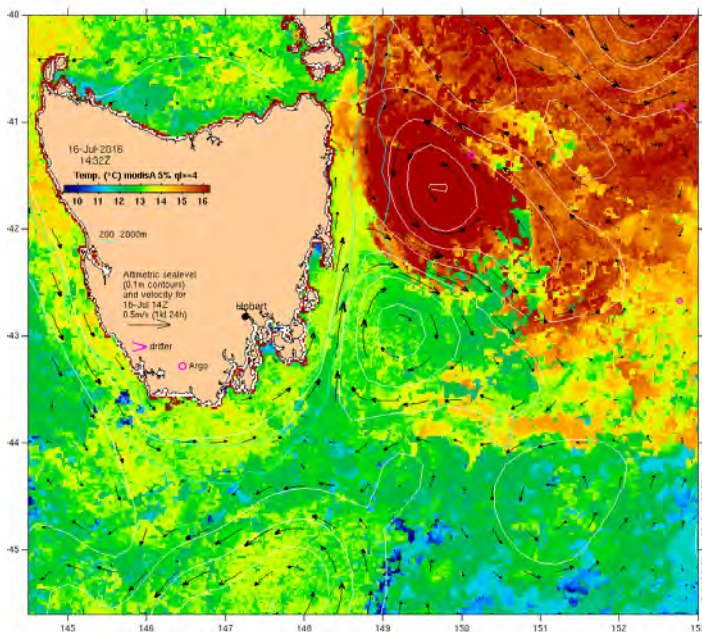 -40
-41
16-Jul-2016
14:32Z
Temp. (°C) modisA 5% ql>=4
10 11 12 13 14 15 16
-42
200 2000m
Altimetric sealevel
(0.1m contours)
and velocity for
16-Jul 14Z
0.5m/s (1kt 24h)
Hobart
-43
drifter
Argo
-44
-45
145 146 147 148 149 150 151 152 153